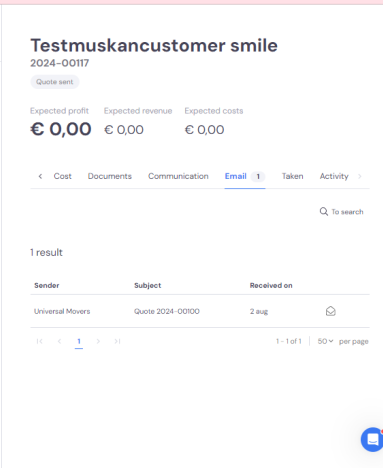 Testmuskancustomer smile
2024-00117
Quote sent
Expected profit Expected revenue Expected costs
€ 0,00 € 0,00 € 0,00
Cost Documents Communication Email 1 Taken Activity
To search
1 result
Sender Subject Received on
Universal Movers Quote 2024-00100 2 aug
1 1 - 1 of 1 50 per page